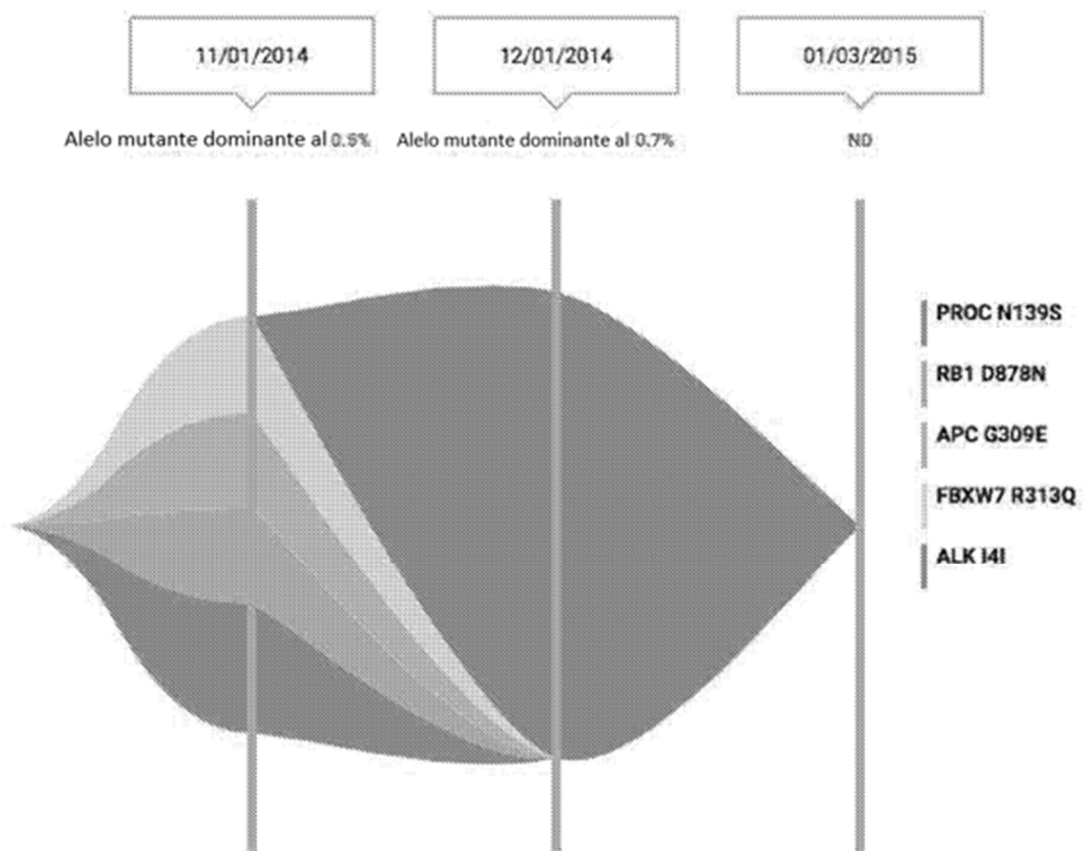 11/01/2014
12/01/2014
01/03/2015
Alelo mutante dominante al 0.5%
Alelo mutante dominante al 0.7%
ND
PROC N139S
RB1 D878N
APC G309E
FBXW7 R313Q
ALK I4I